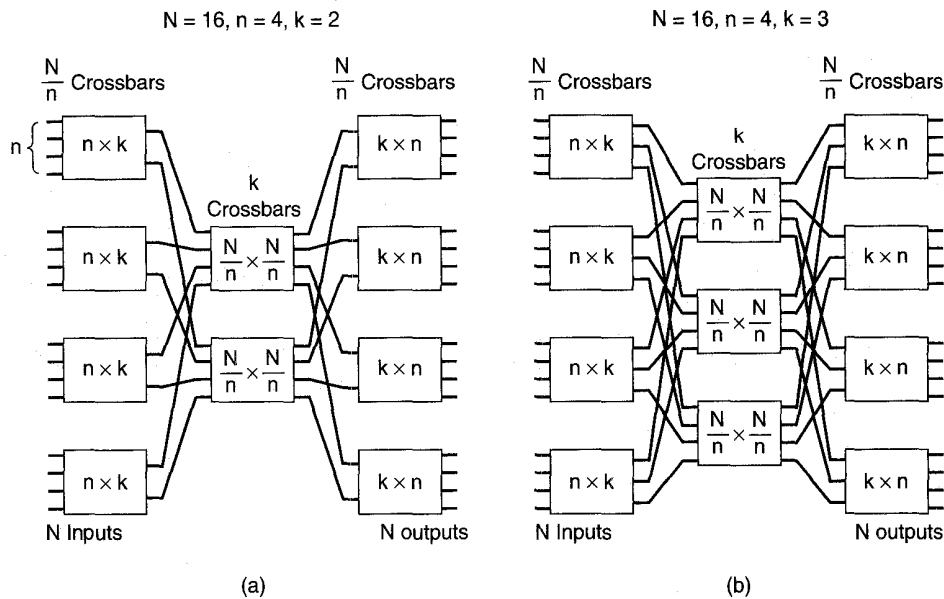 N = 16, n = 4, k = 2
N/n Crossbars
N/n Crossbars
n
n × k
k × n
k
Crossbars
n × k
N/n × N/n
k × n
n × k
N/n × N/n
k × n
n × k
k × n
N Inputs
N outputs
(a)
N = 16, n = 4, k = 3
N/n Crossbars
N/n Crossbars
n × k
k × n
k
Crossbars
N/n × N/n
n × k
k × n
N/n × N/n
n × k
k × n
N/n × N/n
n × k
k × n
N Inputs
N outputs
(b)